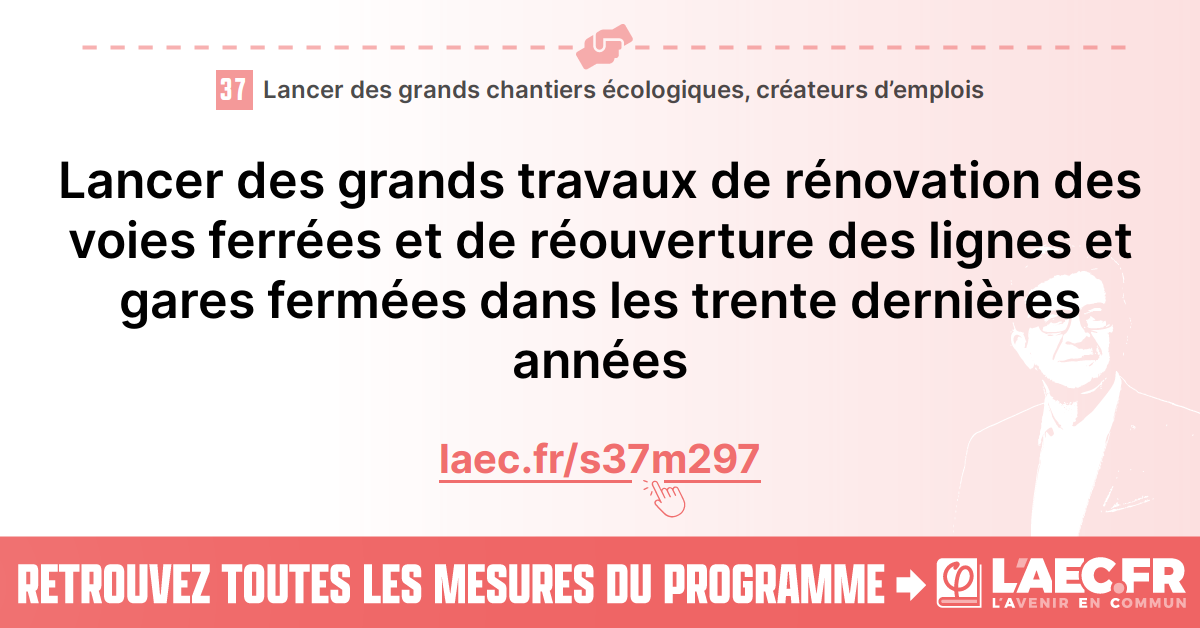 37 Lancer des grands chantiers écologiques, créateurs d’emplois
Lancer des grands travaux de rénovation des
voies ferrées et de réouverture des lignes et
gares fermées dans les trente dernières
années
laec.fr/s37m297
RETROUVEZ TOUTES LES MESURES DU PROGRAMME
L'AEC.FR
L'AVENIR EN COMMUN